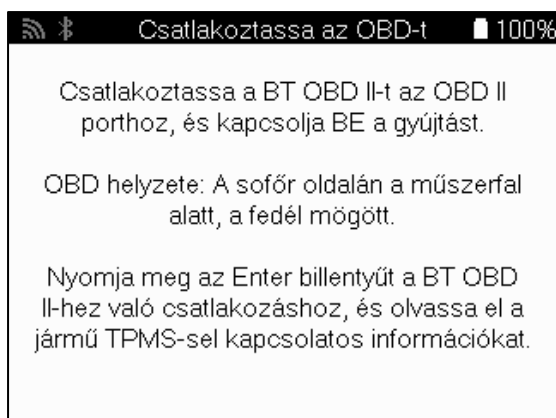 Csatlakoztassa az OBD-t 100%
Csatlakoztassa a BT OBD II-t az OBD II
porthoz, és kapcsolja BE a gyújtást.
OBD helyzete: A sofőr oldalán a műszerfal
alatt, a fedél mögött.
Nyomja meg az Enter billentyűt a BT OBD
II-hez való csatlakozáshoz, és olvassa el a
jármű TPMS-sel kapcsolatos információkat.